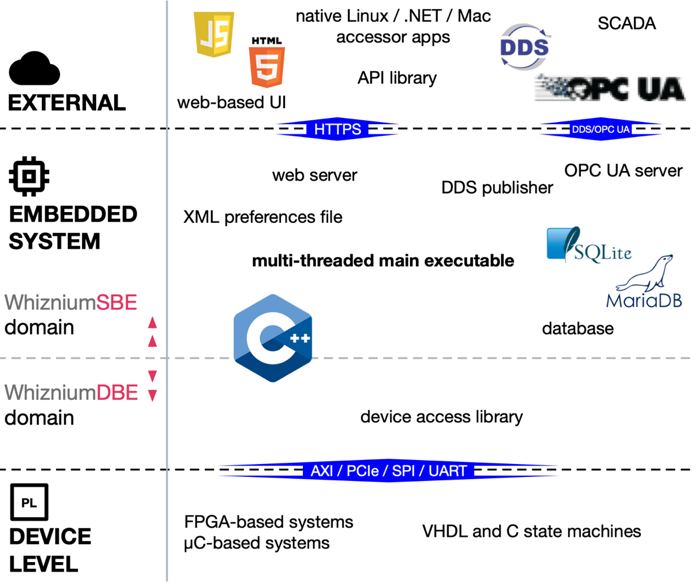 JS
HTML
5
native Linux / .NET / Mac
accessor apps
DDS
SCADA
API library
OPC UA
EXTERNAL
web-based UI
HTTPS
DDS/OPC UA
web server
OPC UA server
DDS publisher
EMBEDDED
SYSTEM
XML preferences file
multi-threaded main executable
SQLite
MariaDB
WhizniumSBE
domain
C++
database
WhizniumDBE
domain
device access library
AXI / PCIe / SPI / UART
PL
DEVICE
LEVEL
FPGA-based systems
µC-based systems
VHDL and C state machines